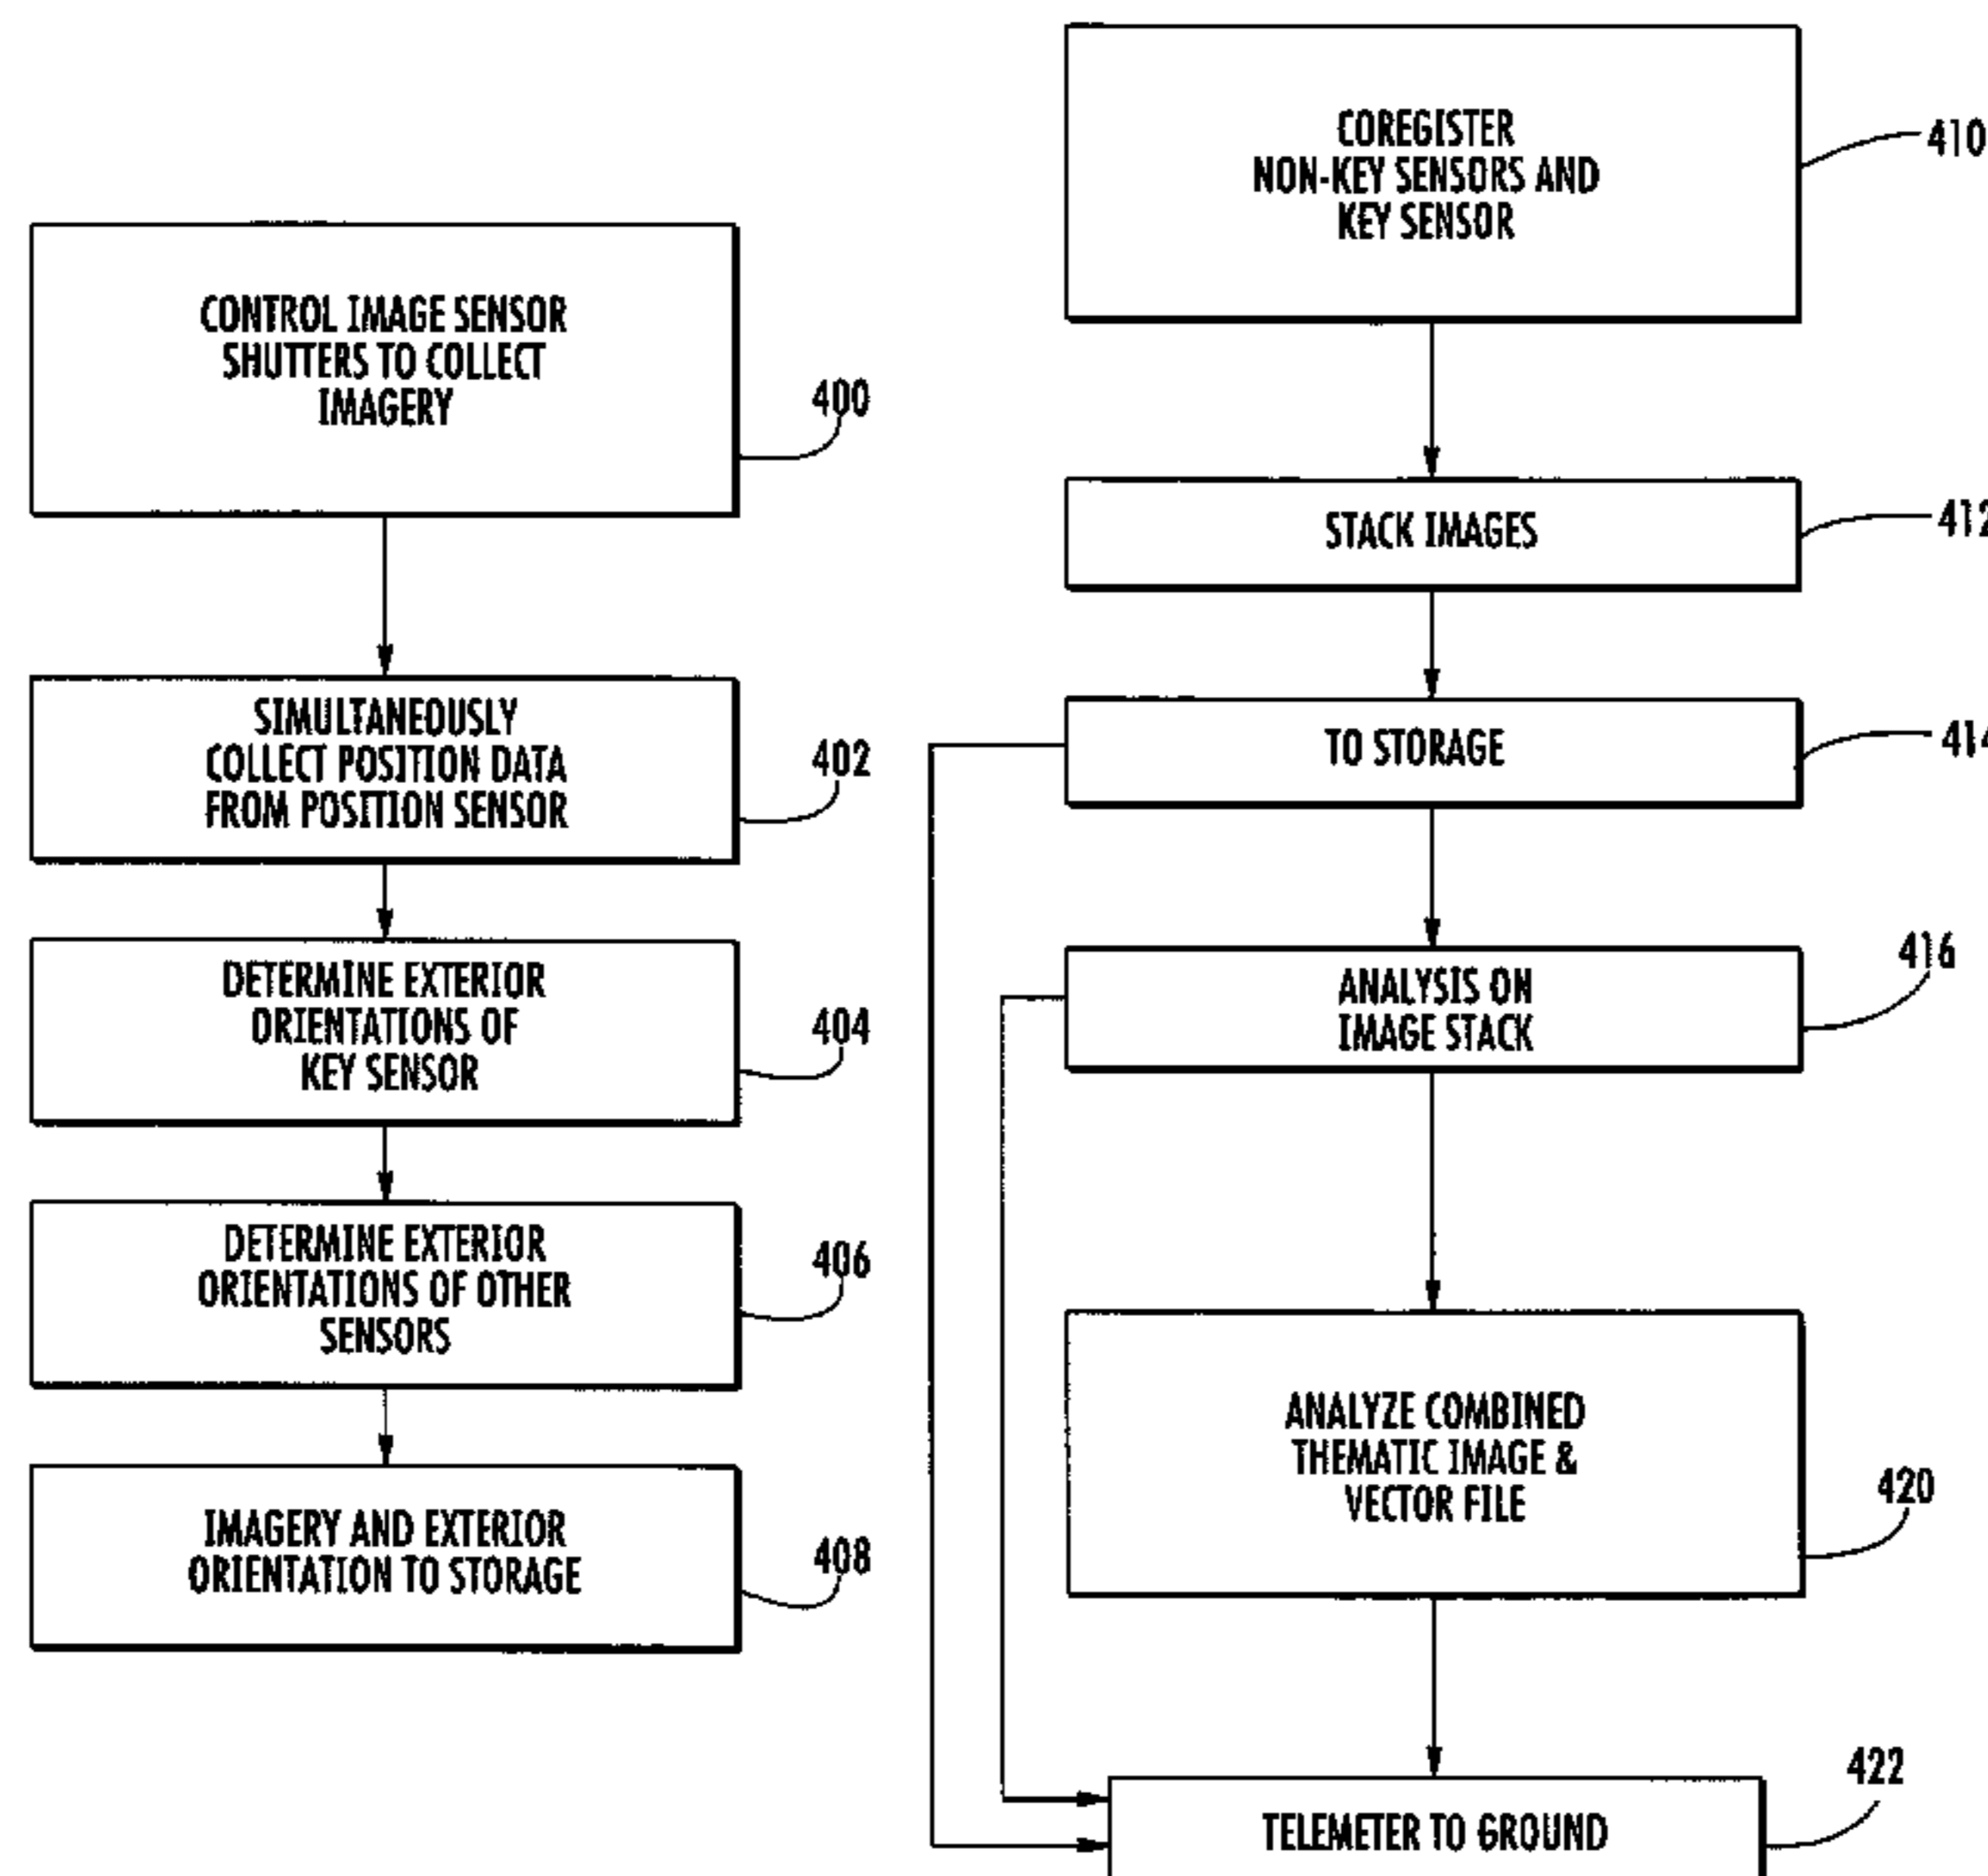 CONTROL IMAGE SENSOR
SHUTTERS TO COLLECT
IMAGERY
400
SIMULTANEOUSLY
COLLECT POSITION DATA
FROM POSITION SENSOR
402
DETERMINE EXTERIOR
ORIENTATIONS OF
KEY SENSOR
404
DETERMINE EXTERIOR
ORIENTATIONS OF OTHER
SENSORS
406
IMAGERY AND EXTERIOR
ORIENTATION TO STORAGE
408
COREGISTER
NON-KEY SENSORS AND
KEY SENSOR
410
STACK IMAGES
412
TO STORAGE
414
ANALYSIS ON
IMAGE STACK
416
ANALYZE COMBINED
THEMATIC IMAGE &
VECTOR FILE
420
TELEMETER TO GROUND
422